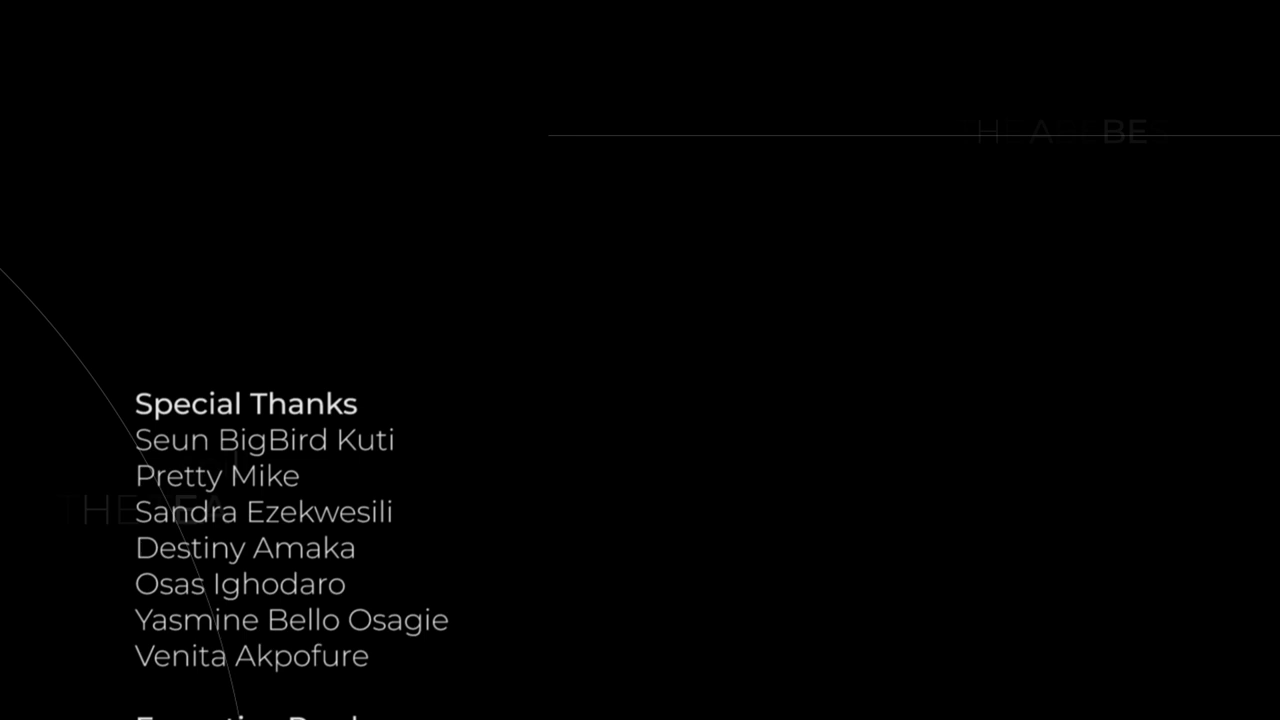 Special Thanks
Seun BigBird Kuti
Pretty Mike
Sandra Ezekwesili
Destiny Amaka
Osas Ighodaro
Yasmine Bello Osagie
Venita Akpofure